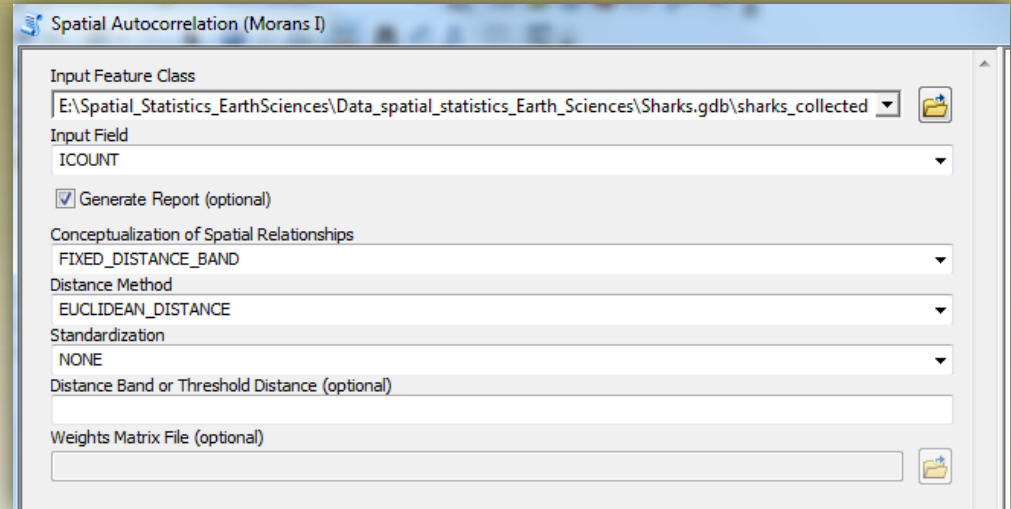 Spatial Autocorrelation (Morans I)
Input Feature Class
E:\Spatial_Statistics_EarthSciences\Data_spatial_statistics_Earth_Sciences\Sharks.gdb\sharks_collected
Input Field
ICOUNT
Generate Report (optional)
Conceptualization of Spatial Relationships
FIXED_DISTANCE_BAND
Distance Method
EUCLIDEAN_DISTANCE
Standardization
NONE
Distance Band or Threshold Distance (optional)
Weights Matrix File (optional)